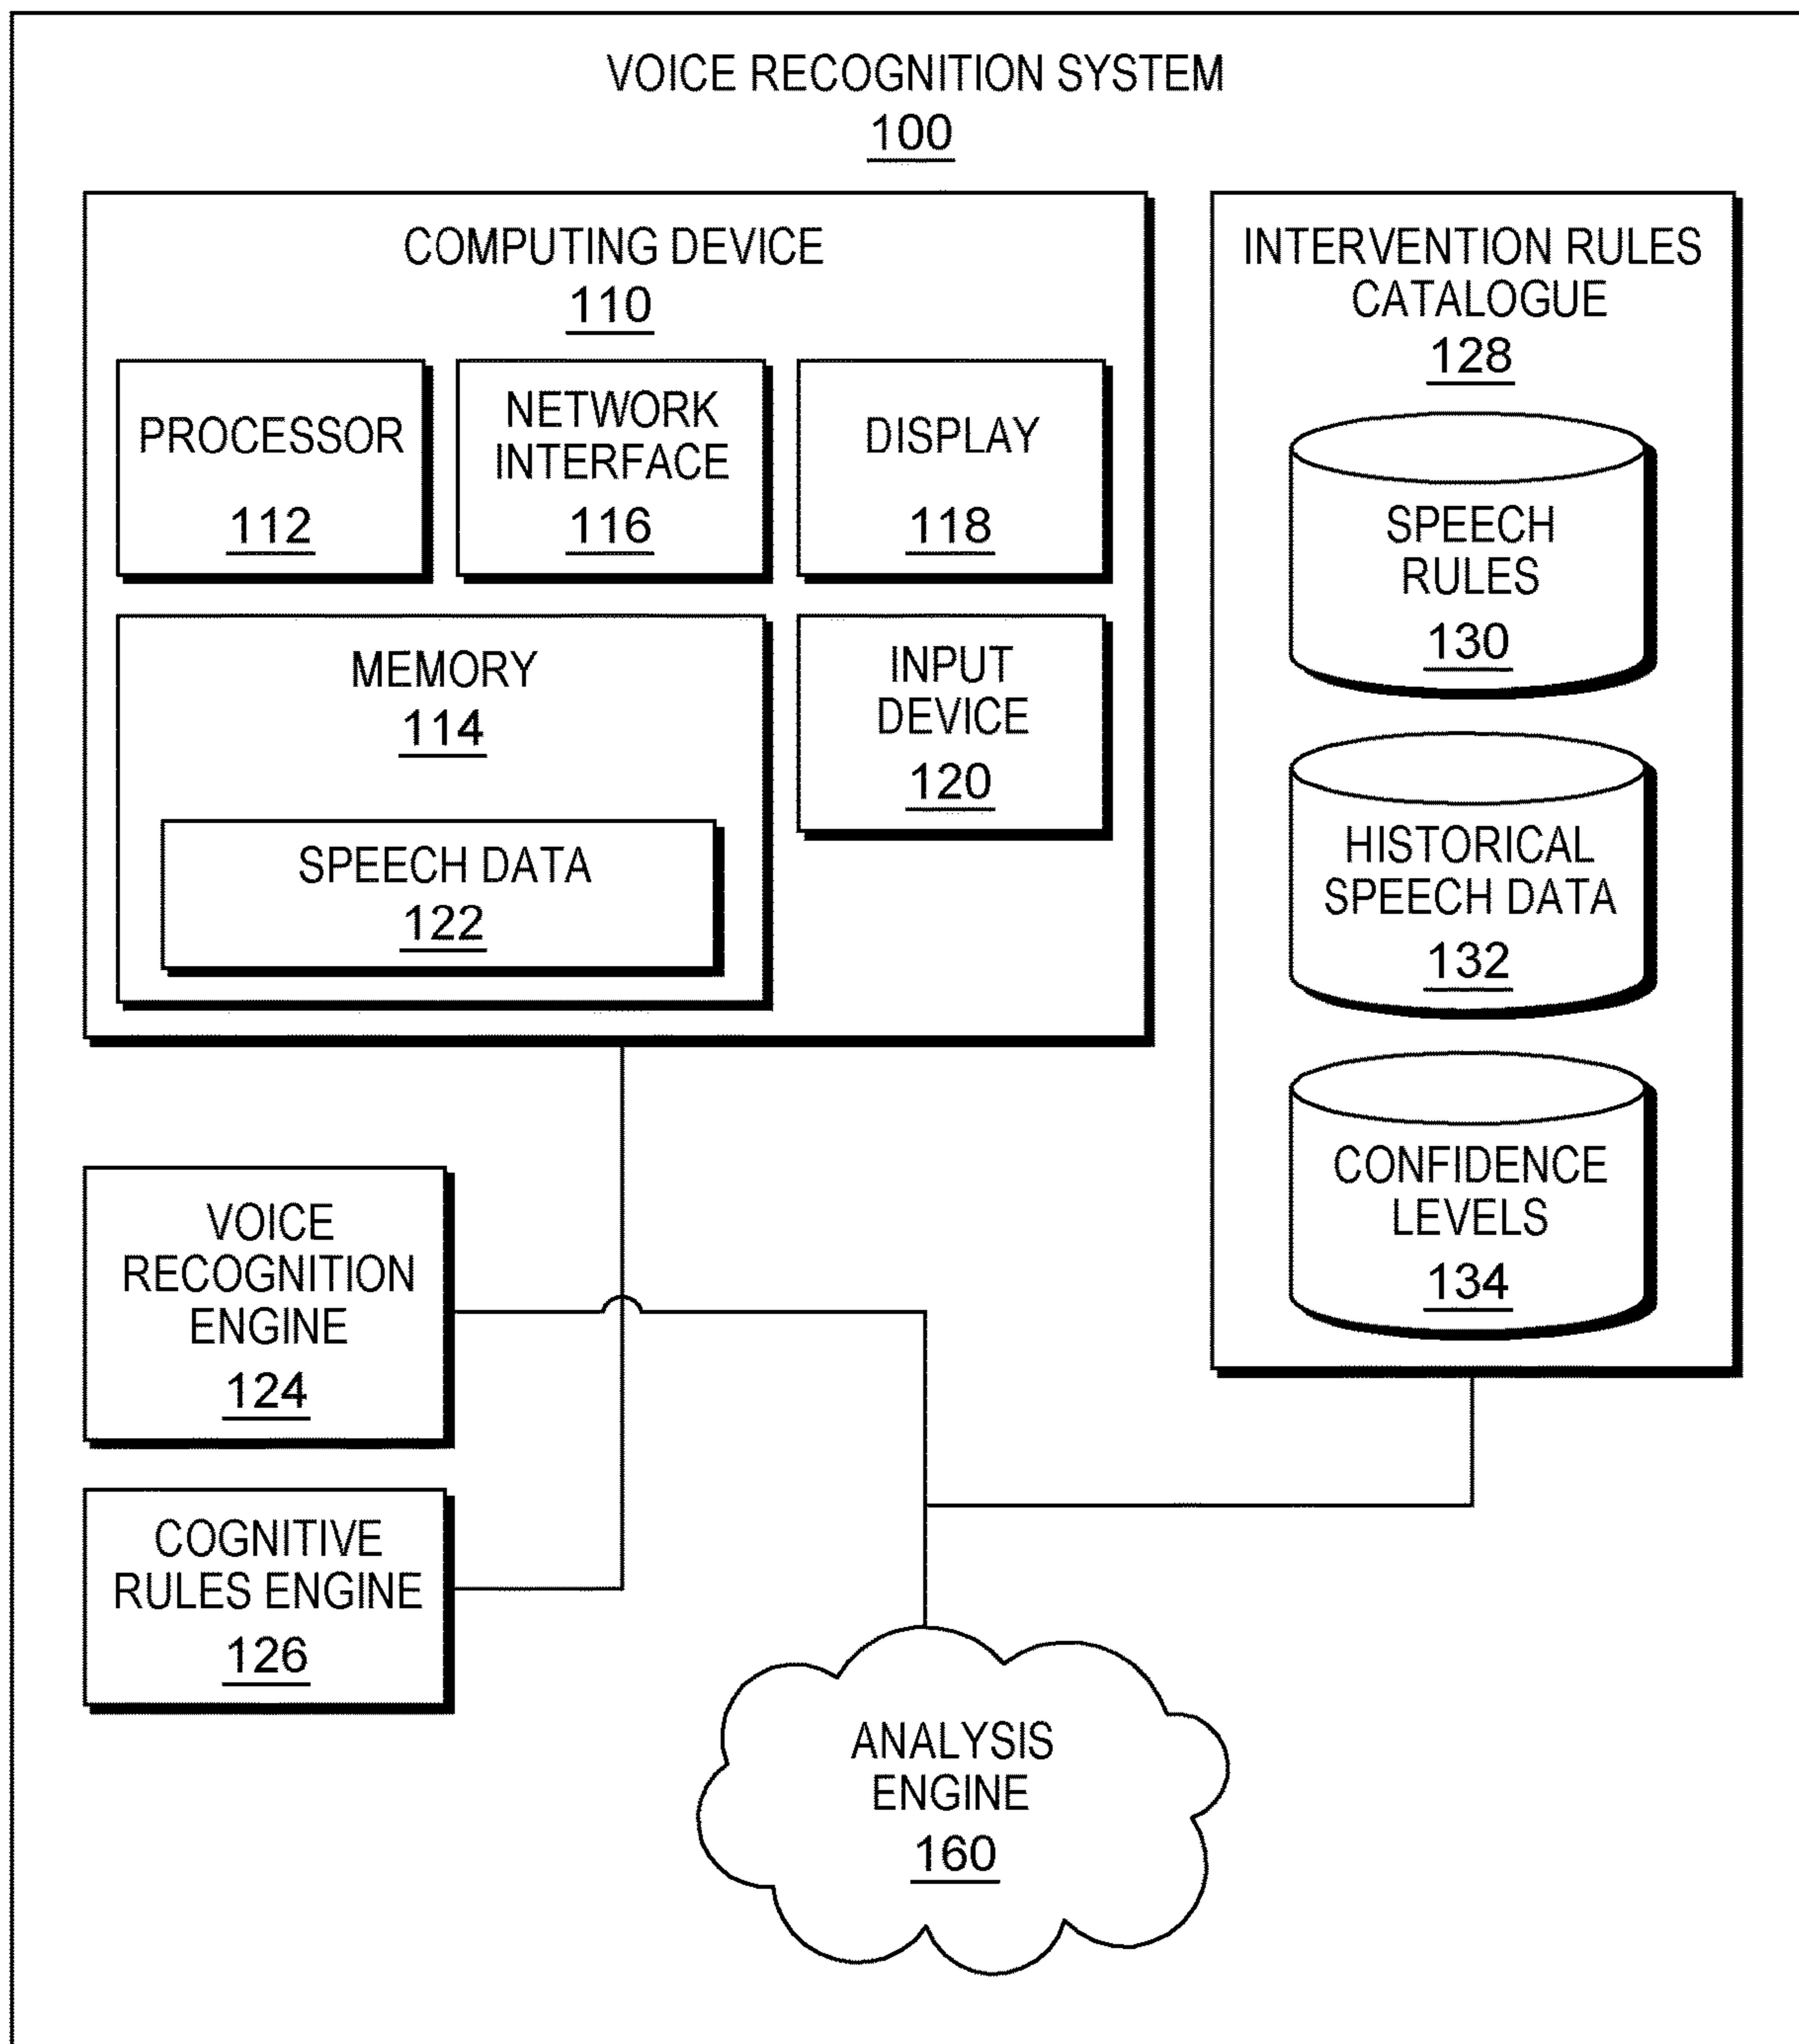 VOICE RECOGNITION SYSTEM
100
COMPUTING DEVICE
110
PROCESSOR
112
NETWORK
INTERFACE
116
DISPLAY
118
MEMORY
114
SPEECH DATA
122
INPUT
DEVICE
120
INTERVENTION RULES
CATALOGUE
128
SPEECH
RULES
130
HISTORICAL
SPEECH DATA
132
CONFIDENCE
LEVELS
134
VOICE
RECOGNITION
ENGINE
124
COGNITIVE
RULES ENGINE
126
ANALYSIS
ENGINE
160